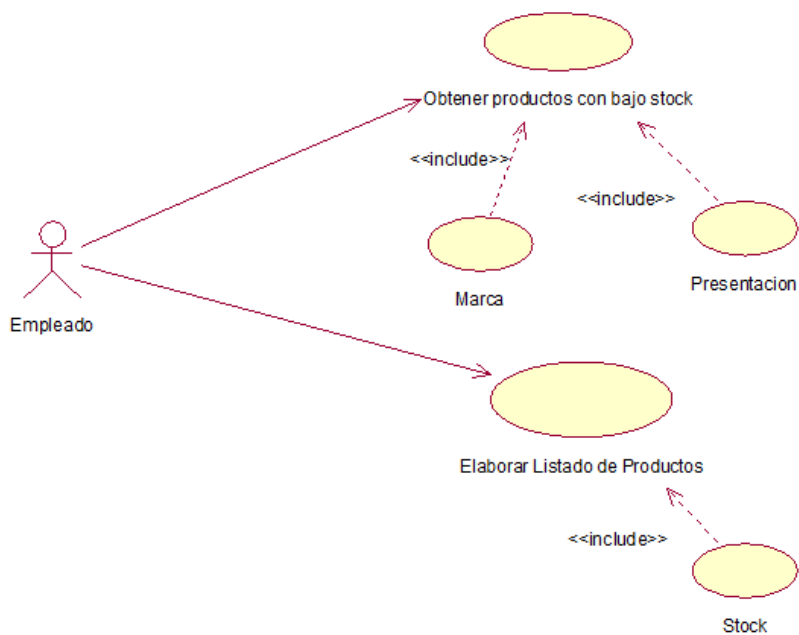 Obtener productos con bajo stock
<<include>>
<<include>>
Presentacion
Marca
Empleado
Elaborar Listado de Productos
<<include>>
Stock